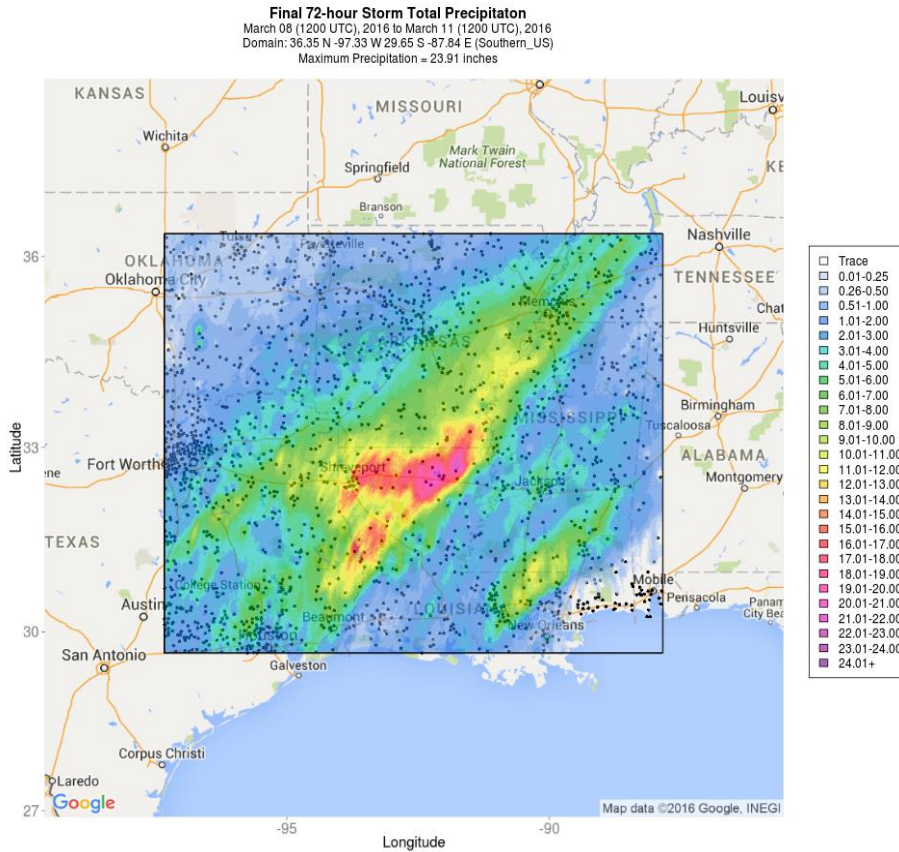 Final 72-hour Storm Total Precipitaton
March 08 (1200 UTC), 2016 to March 11 (1200 UTC), 2016
Domain: 36.35 N -97.33 W 29.65 S -87.84 E (Southern_US)
Maximum Precipitation = 23.91 inches
KANSAS
MISSOURI
Louisv
Wichita
Mark Twain
National Forest
Springfield
KE
Branson
Nashville
Tulsa
Fayetteville
36
OKLAHOMA
Oklahoma City
TENNESSEE
Memphis
Chat
Huntsville
ARKANSAS
Birmingham
MISSISSIPPI
Tuscaloosa
33
Latitude
ene
Fort Worth
Shreveport
ALABAMA
Jackson
Montgomery
TEXAS
College Station
Mobile
Pensacola
Panam
City Bea
Austin
Beaumont
LOUISIA
30
Houston
New Orleans
San Antonio
Galveston
Corpus Christi
Laredo
Google
Map data ©2016 Google, INEGI
27
-95
-90
Longitude
Trace
0.01-0.25
0.26-0.50
0.51-1.00
1.01-2.00
2.01-3.00
3.01-4.00
4.01-5.00
5.01-6.00
6.01-7.00
7.01-8.00
8.01-9.00
9.01-10.00
10.01-11.00
11.01-12.00
12.01-13.00
13.01-14.00
14.01-15.00
15.01-16.00
16.01-17.00
17.01-18.00
18.01-19.00
19.01-20.00
20.01-21.00
21.01-22.00
22.01-23.00
23.01-24.00
24.01+